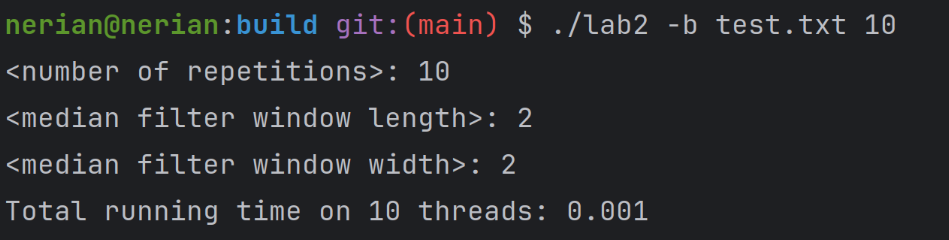 nerian@nerian:build git:(main) $ ./lab2 -b test.txt 10
<number of repetitions>: 10
<median filter window length>: 2
<median filter window width>: 2
Total running time on 10 threads: 0.001